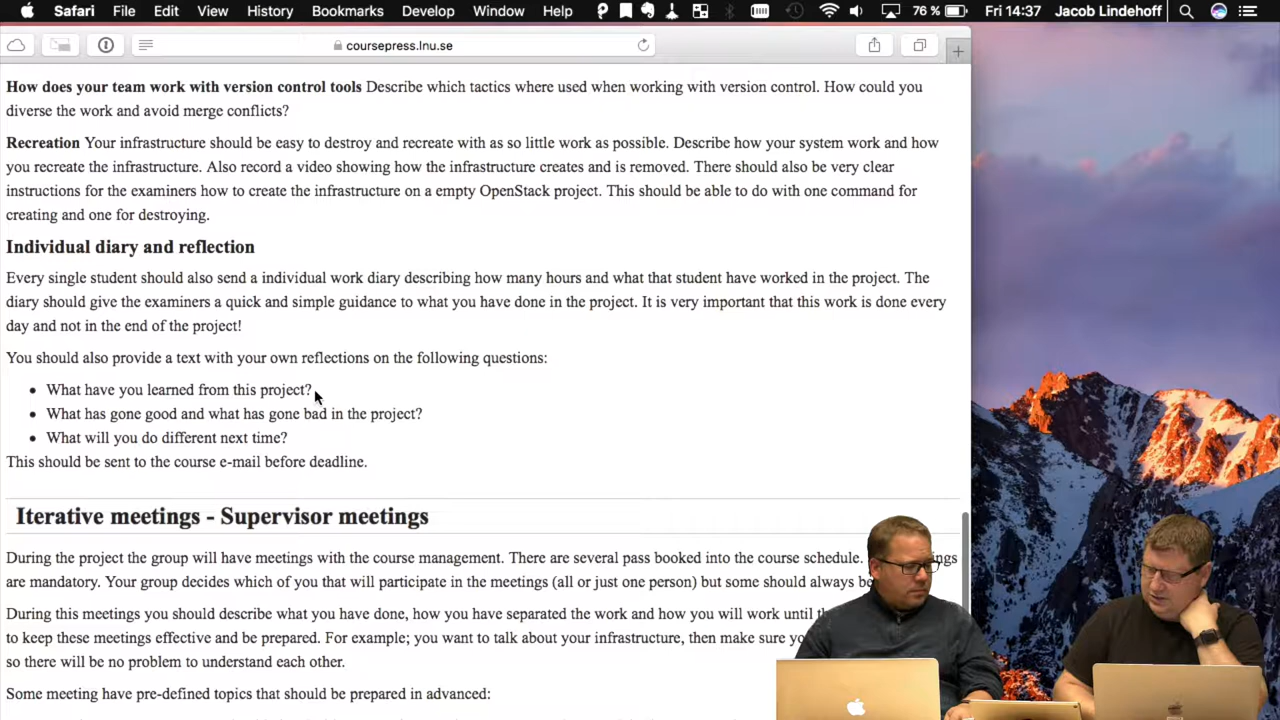 Safari File Edit View History Bookmarks Develop Window Help 76 % Fri 14:37 Jacob Lindehoff
coursepress.lnu.se
How does your team work with version control tools Describe which tactics where used when working with version control. How could you
diverse the work and avoid merge conflicts?
Recreation Your infrastructure should be easy to destroy and recreate with as so little work as possible. Describe how your system work and how
you recreate the infrastructure. Also record a video showing how the infrastructure creates and is removed. There should also be very clear
instructions for the examiners how to create the infrastructure on a empty OpenStack project. This should be able to do with one command for
creating and one for destroying.
Individual diary and reflection
Every single student should also send a individual work diary describing how many hours and what that student have worked in the project. The
diary should give the examiners a quick and simple guidance to what you have done in the project. It is very important that this work is done every
day and not in the end of the project!
You should also provide a text with your own reflections on the following questions:
• What have you learned from this project?
• What has gone good and what has gone bad in the project?
• What will you do different next time?
This should be sent to the course e-mail before deadline.
Iterative meetings - Supervisor meetings
During the project the group will have meetings with the course management. There are several pass booked into the course schedule.
are mandatory. Your group decides which of you that will participate in the meetings (all or just one person) but some should always
During this meetings you should describe what you have done, how you have separated the work and how you will work until
to keep these meetings effective and be prepared. For example; you want to talk about your infrastructure, then make sure
so there will be no problem to understand each other.
Some meeting have pre-defined topics that should be prepared in advanced: